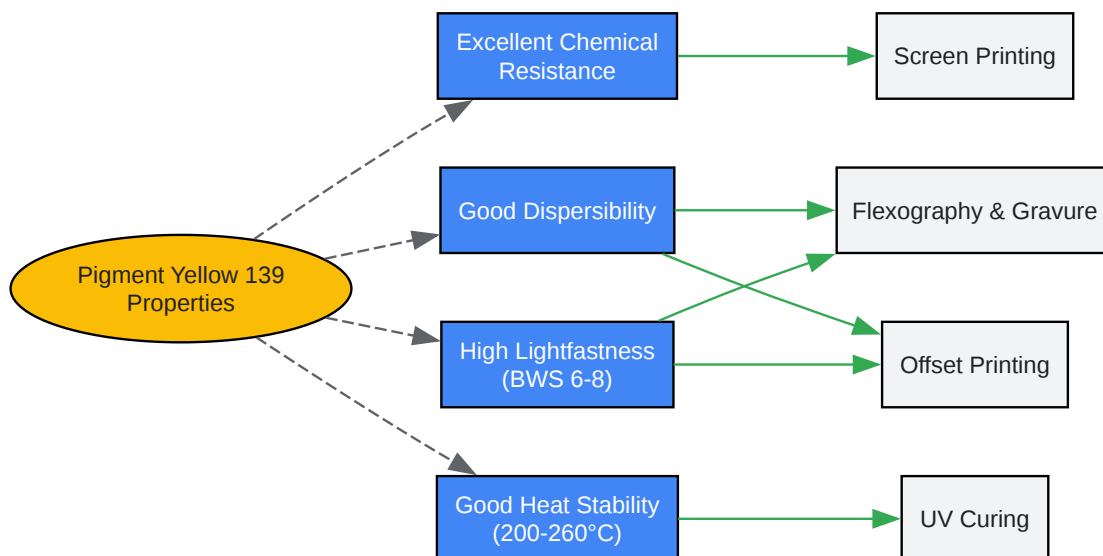 Excellent Chemical
Resistance
Screen Printing
Good Dispersibility
Flexography & Gravure
Pigment Yellow 139
Properties
High Lightfastness
(BWS 6-8)
Offset Printing
Good Heat Stability
(200-260°C)
UV Curing